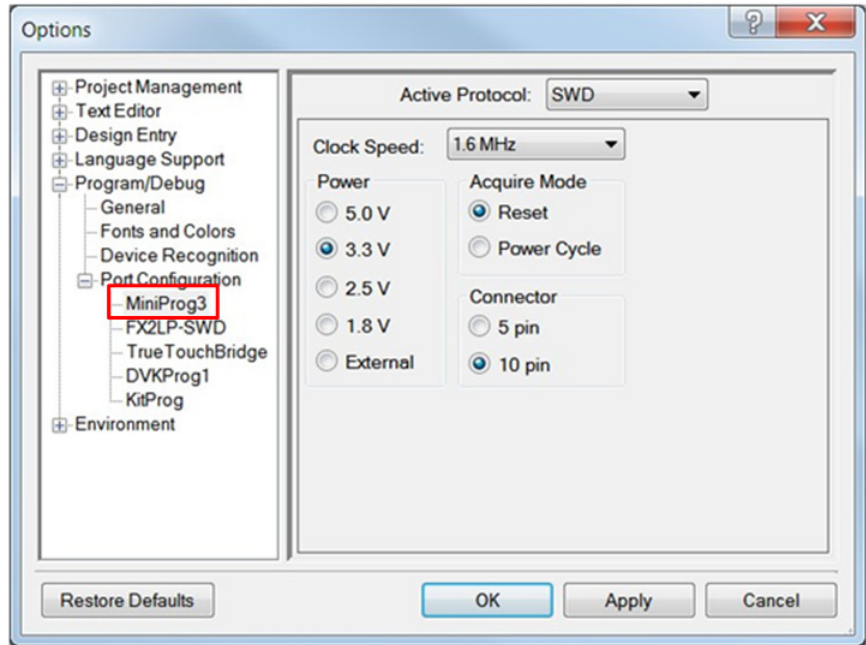 Options
Project Management
Text Editor
Design Entry
Language Support
Program/Debug
General
Fonts and Colors
Device Recognition
Port Configuration
MiniProg3
FX2LP-SWD
TrueTouchBridge
DVKProg1
KitProg
Environment
Active Protocol: SWD
Clock Speed: 1.6 MHz
Power
5.0 V
3.3 V
2.5 V
1.8 V
External
Acquire Mode
Reset
Power Cycle
Connector
5 pin
10 pin
Restore Defaults
OK
Apply
Cancel